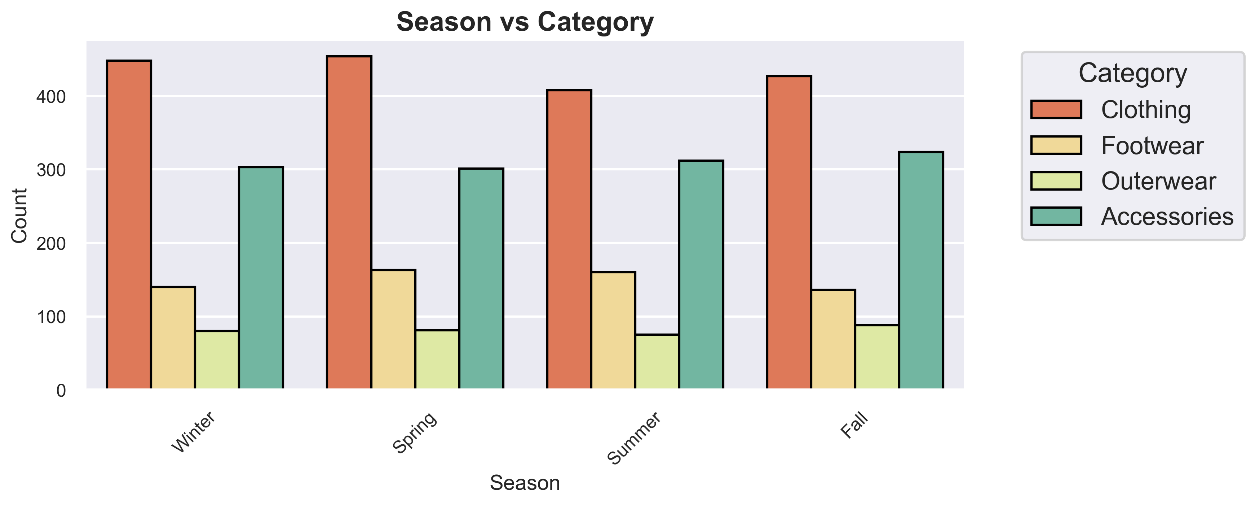 Season vs Category
Category
Clothing
Footwear
Outerwear
Accessories
Count
400
300
200
100
0
Winter
Spring
Summer
Fall
Season